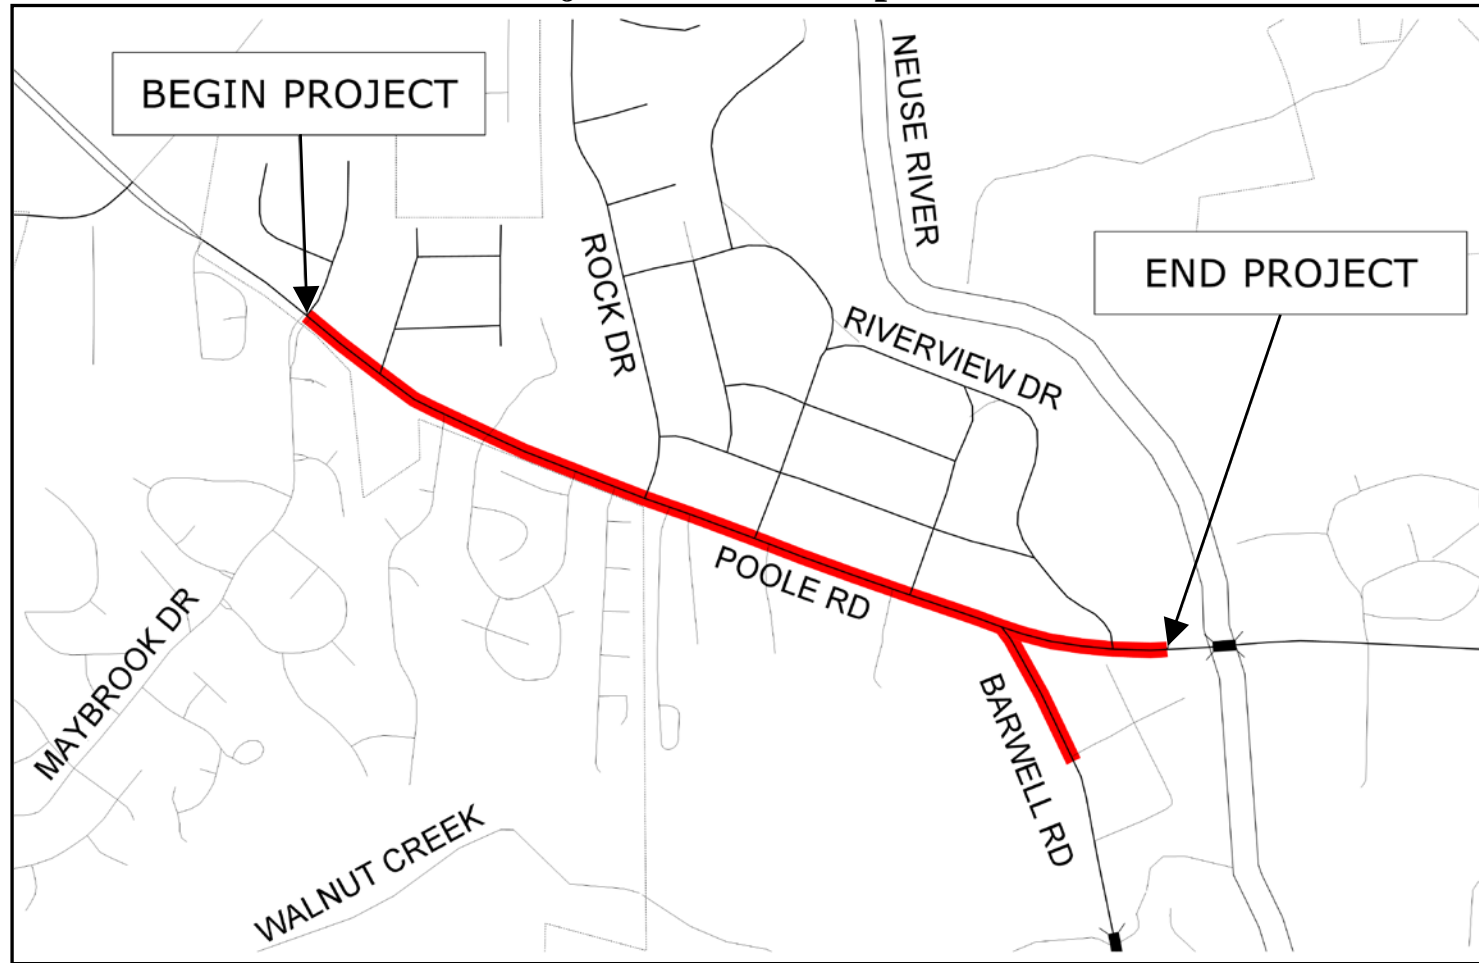 BEGIN PROJECT
NEUSE RIVER
END PROJECT
ROCK DR
RIVERVIEW DR
POOLE RD
MAYBROOK DR
BARWELL RD
WALNUT CREEK